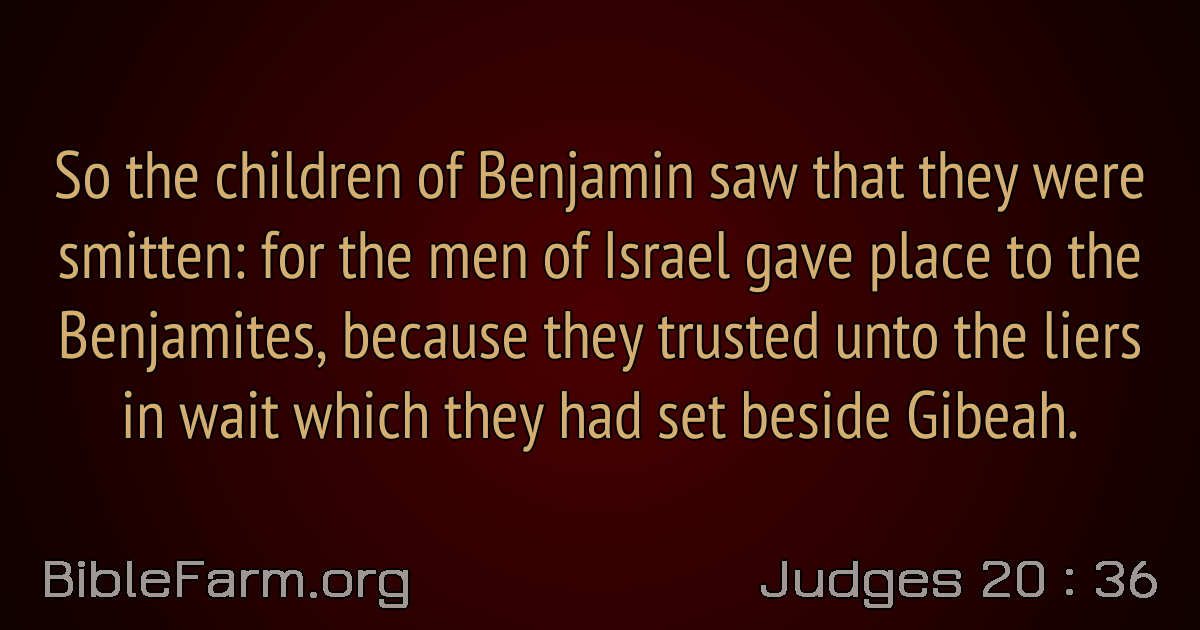 So the children of Benjamin saw that they were
smitten: for the men of Israel gave place to the
Benjamites, because they trusted unto the liers
in wait which they had set beside Gibeah.
BibleFarm.org
Judges 20 : 36